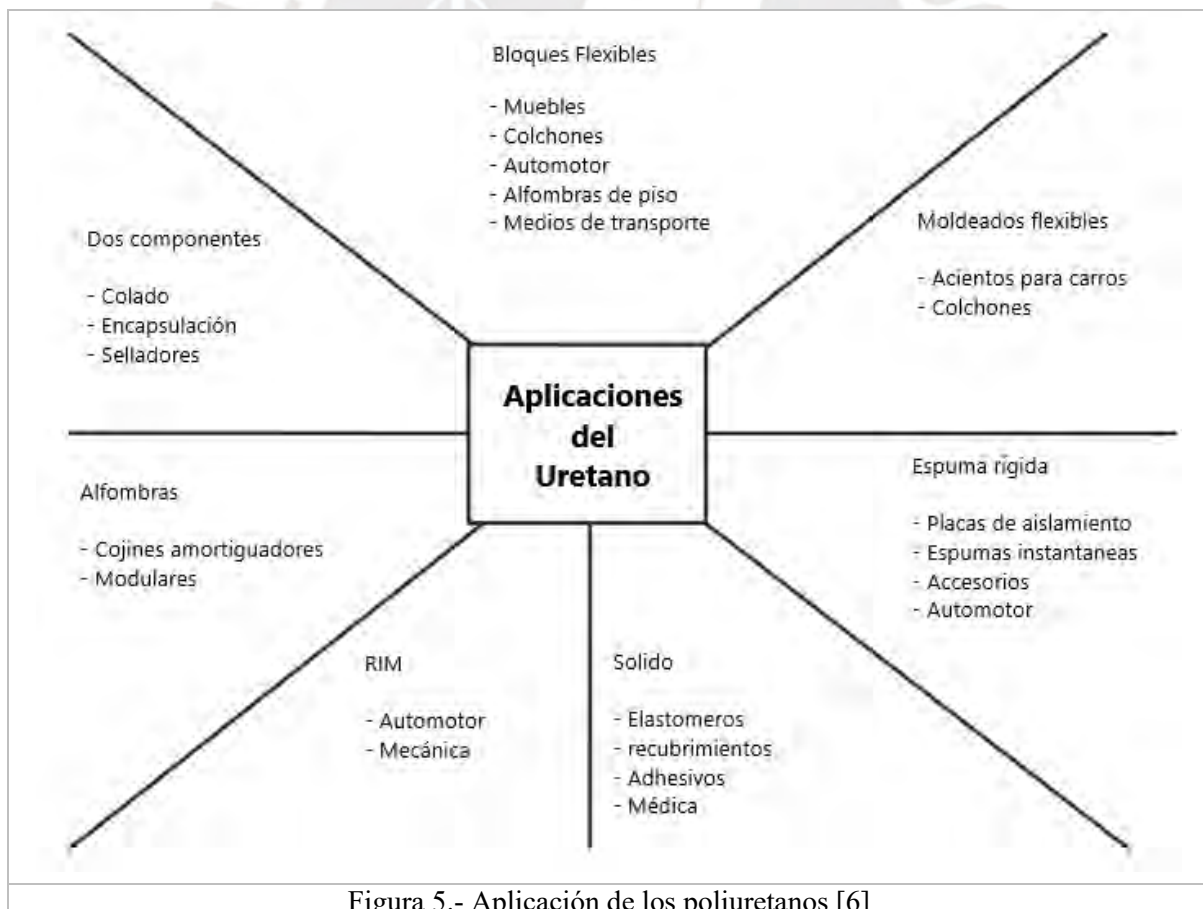 Bloques Flexibles
- Muebles
- Colchones
- Automotor
- Alfombras de piso
- Medios de transporte
Dos componentes
- Colado
- Encapsulación
- Selladores
Moldeados flexibles
- Acientos para carros
- Colchones
Aplicaciones
del
Uretano
Alfombras
- Cojines amortiguadores
- Modulares
Espuma rígida
- Placas de aislamiento
- Espumas instantaneas
- Accesorios
- Automotor
RIM
- Automotor
- Mecánica
Solido
- Elastomeros
- recubrimientos
- Adhesivos
- Médica
Figura 5.- Aplicación de los poliuretanos [6]